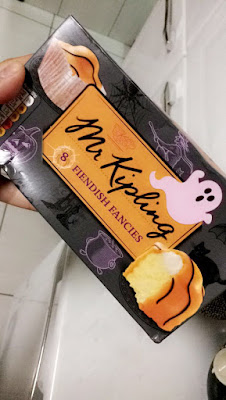 Mr Kipling
8 FIENDISH FANCIES